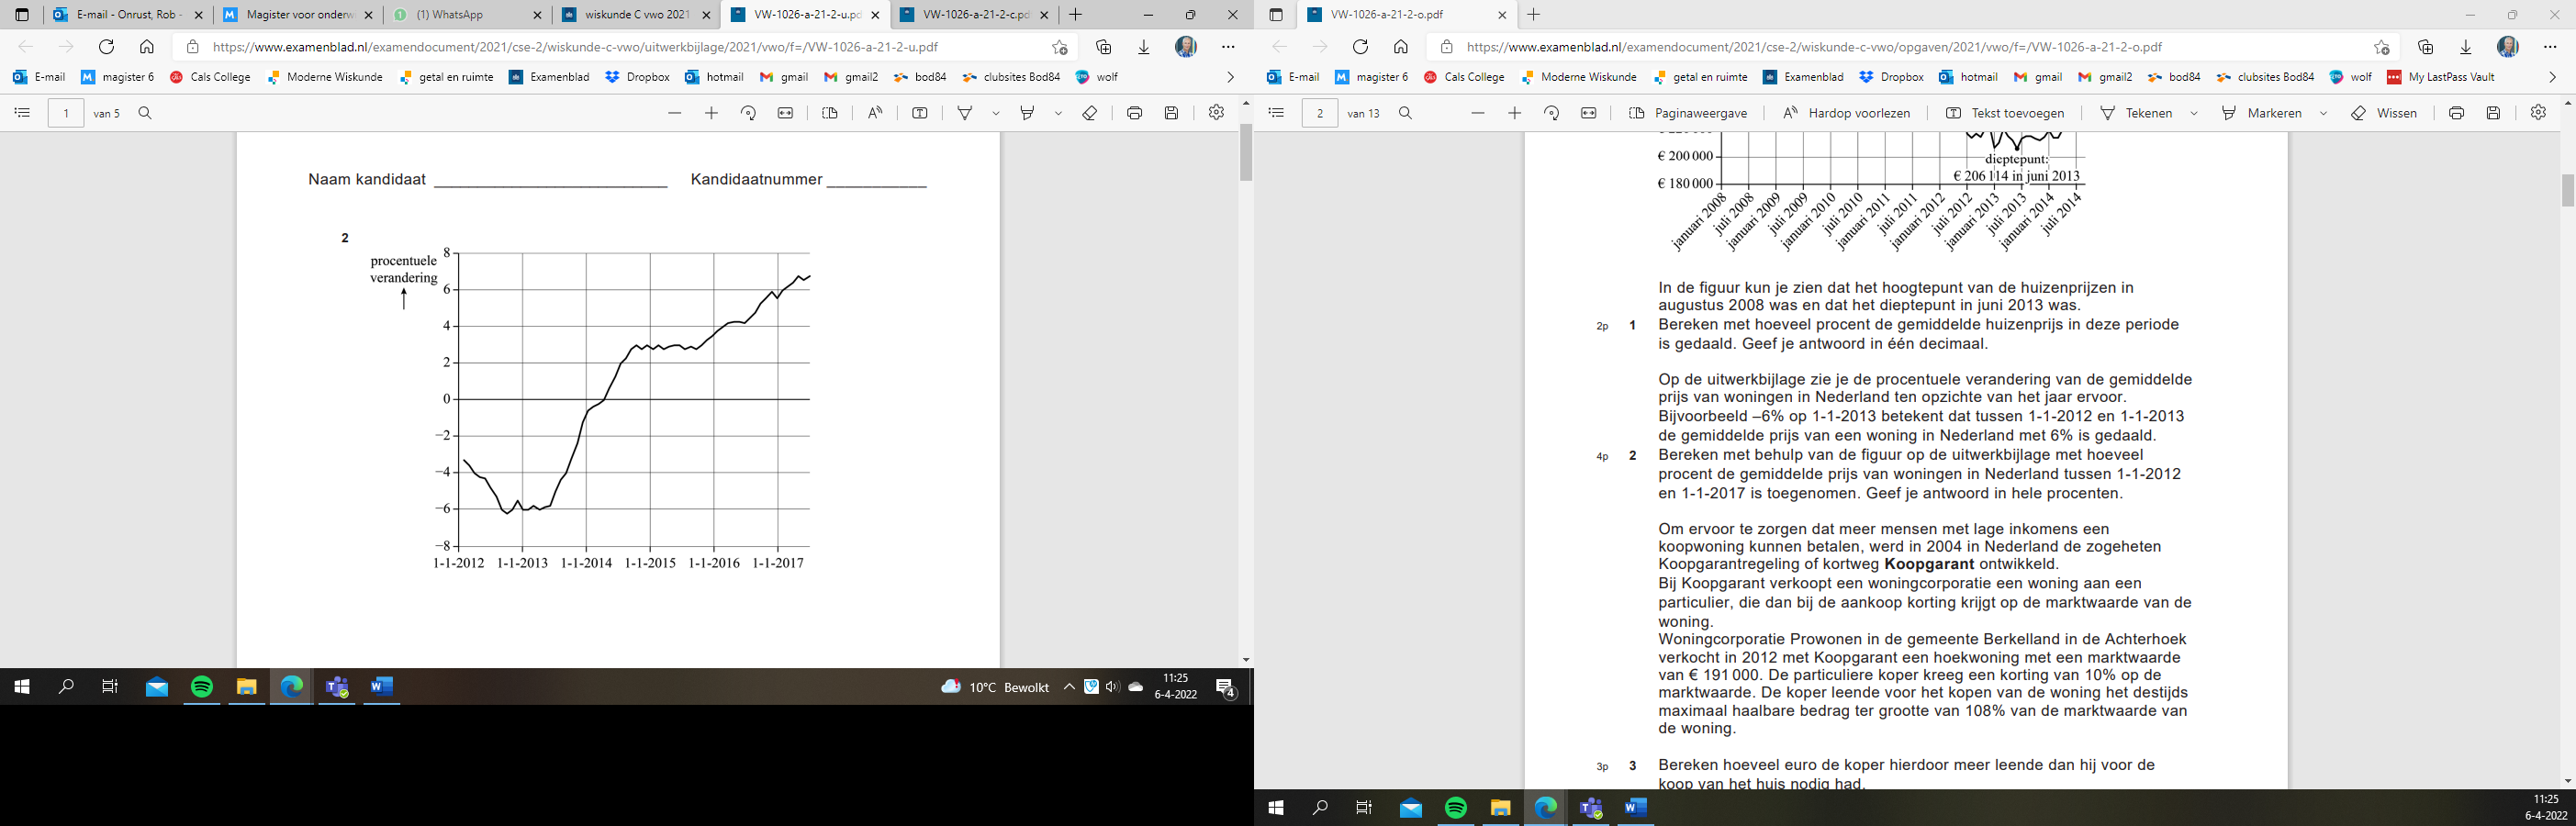 E-mail - Onrust, Rob -
Magister voor onderw
(1) WhatsApp
wiskunde C vwo 2021
VW-1026-a-21-2-u.pd
VW-1026-a-21-2-c.pd
https://www.examenblad.nl/examendocument/2021/cse-2/wiskunde-c-vwo/uitwerkbijlage/2021/vwo/f=/VW-1026-a-21-2-u.pdf
E-mail magister 6 Cals College Moderne Wiskunde getal en ruimte Examenblad Dropbox hotmail gmail gmail2 bod84 clubsites Bod84 wolf
1 van 5
Naam kandidaat Kandidaatnummer
2
procentuele
verandering
8
6
4
2
0
−2
−4
−6
−8
1-1-2012 1-1-2013 1-1-2014 1-1-2015 1-1-2016 1-1-2017
10°C Bewolkt
11:25
6-4-2022
4
VW-1026-a-21-2-o.pdf
https://www.examenblad.nl/examendocument/2021/cse-2/wiskunde-c-vwo/opgaven/2021/vwo/f=/VW-1026-a-21-2-o.pdf
E-mail magister 6 Cals College Moderne Wiskunde getal en ruimte Examenblad Dropbox hotmail gmail gmail2 bod84 clubsites Bod84 wolf My LastPass Vault
2 van 13 Paginaweergave Hardop voorlezen Tekst toevoegen Tekenen Markeren Wissen
€ 200 000
dieptepunt:
€ 206 114 in juni 2013
€ 180 000
januari 2008
juli 2008
januari 2009
juli 2009
januari 2010
juli 2010
januari 2011
juli 2011
januari 2012
juli 2012
januari 2013
juli 2013
januari 2014
juli 2014
In de figuur kun je zien dat het hoogtepunt van de huizenprijzen in
augustus 2008 was en dat het dieptepunt in juni 2013 was.
2p 1 Bereken met hoeveel procent de gemiddelde huizenprijs in deze periode
is gedaald. Geef je antwoord in één decimaal.
Op de uitwerkbijlage zie je de procentuele verandering van de gemiddelde
prijs van woningen in Nederland ten opzichte van het jaar ervoor.
Bijvoorbeeld –6% op 1-1-2013 betekent dat tussen 1-1-2012 en 1-1-2013
de gemiddelde prijs van een woning in Nederland met 6% is gedaald.
4p 2 Bereken met behulp van de figuur op de uitwerkbijlage met hoeveel
procent de gemiddelde prijs van woningen in Nederland tussen 1-1-2012
en 1-1-2017 is toegenomen. Geef je antwoord in hele procenten.
Om ervoor te zorgen dat meer mensen met lage inkomens een
koopwoning kunnen betalen, werd in 2004 in Nederland de zogeheten
Koopgarantregeling of kortweg Koopgarant ontwikkeld.
Bij Koopgarant verkoopt een woningcorporatie een woning aan een
particulier, die dan bij de aankoop korting krijgt op de marktwaarde van de
woning.
Woningcorporatie Prowonen in de gemeente Berkelland in de Achterhoek
verkocht in 2012 met Koopgarant een hoekwoning met een marktwaarde
van € 191 000. De particuliere koper kreeg een korting van 10% op de
marktwaarde. De koper leende voor het kopen van de woning het destijds
maximaal haalbare bedrag ter grootte van 108% van de marktwaarde van
de woning.
3p 3 Bereken hoeveel euro de koper hierdoor meer leende dan hij voor de
koop van het huis nodig had.
11:25
6-4-2022